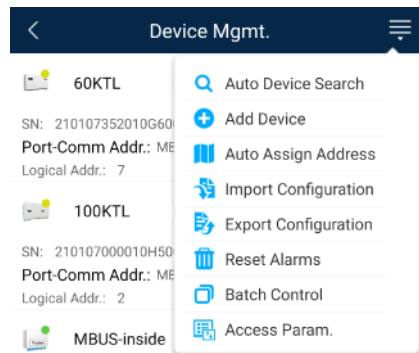 Device Mgmt.
60KTL
SN: 210107352010G60
Port-Comm Addr.: MB
Logical Addr.: 7
100KTL
SN: 210107000010H50
Port-Comm Addr.: MB
Logical Addr.: 2
MBUS-inside
Auto Device Search
Add Device
Auto Assign Address
Import Configuration
Export Configuration
Reset Alarms
Batch Control
Access Param.